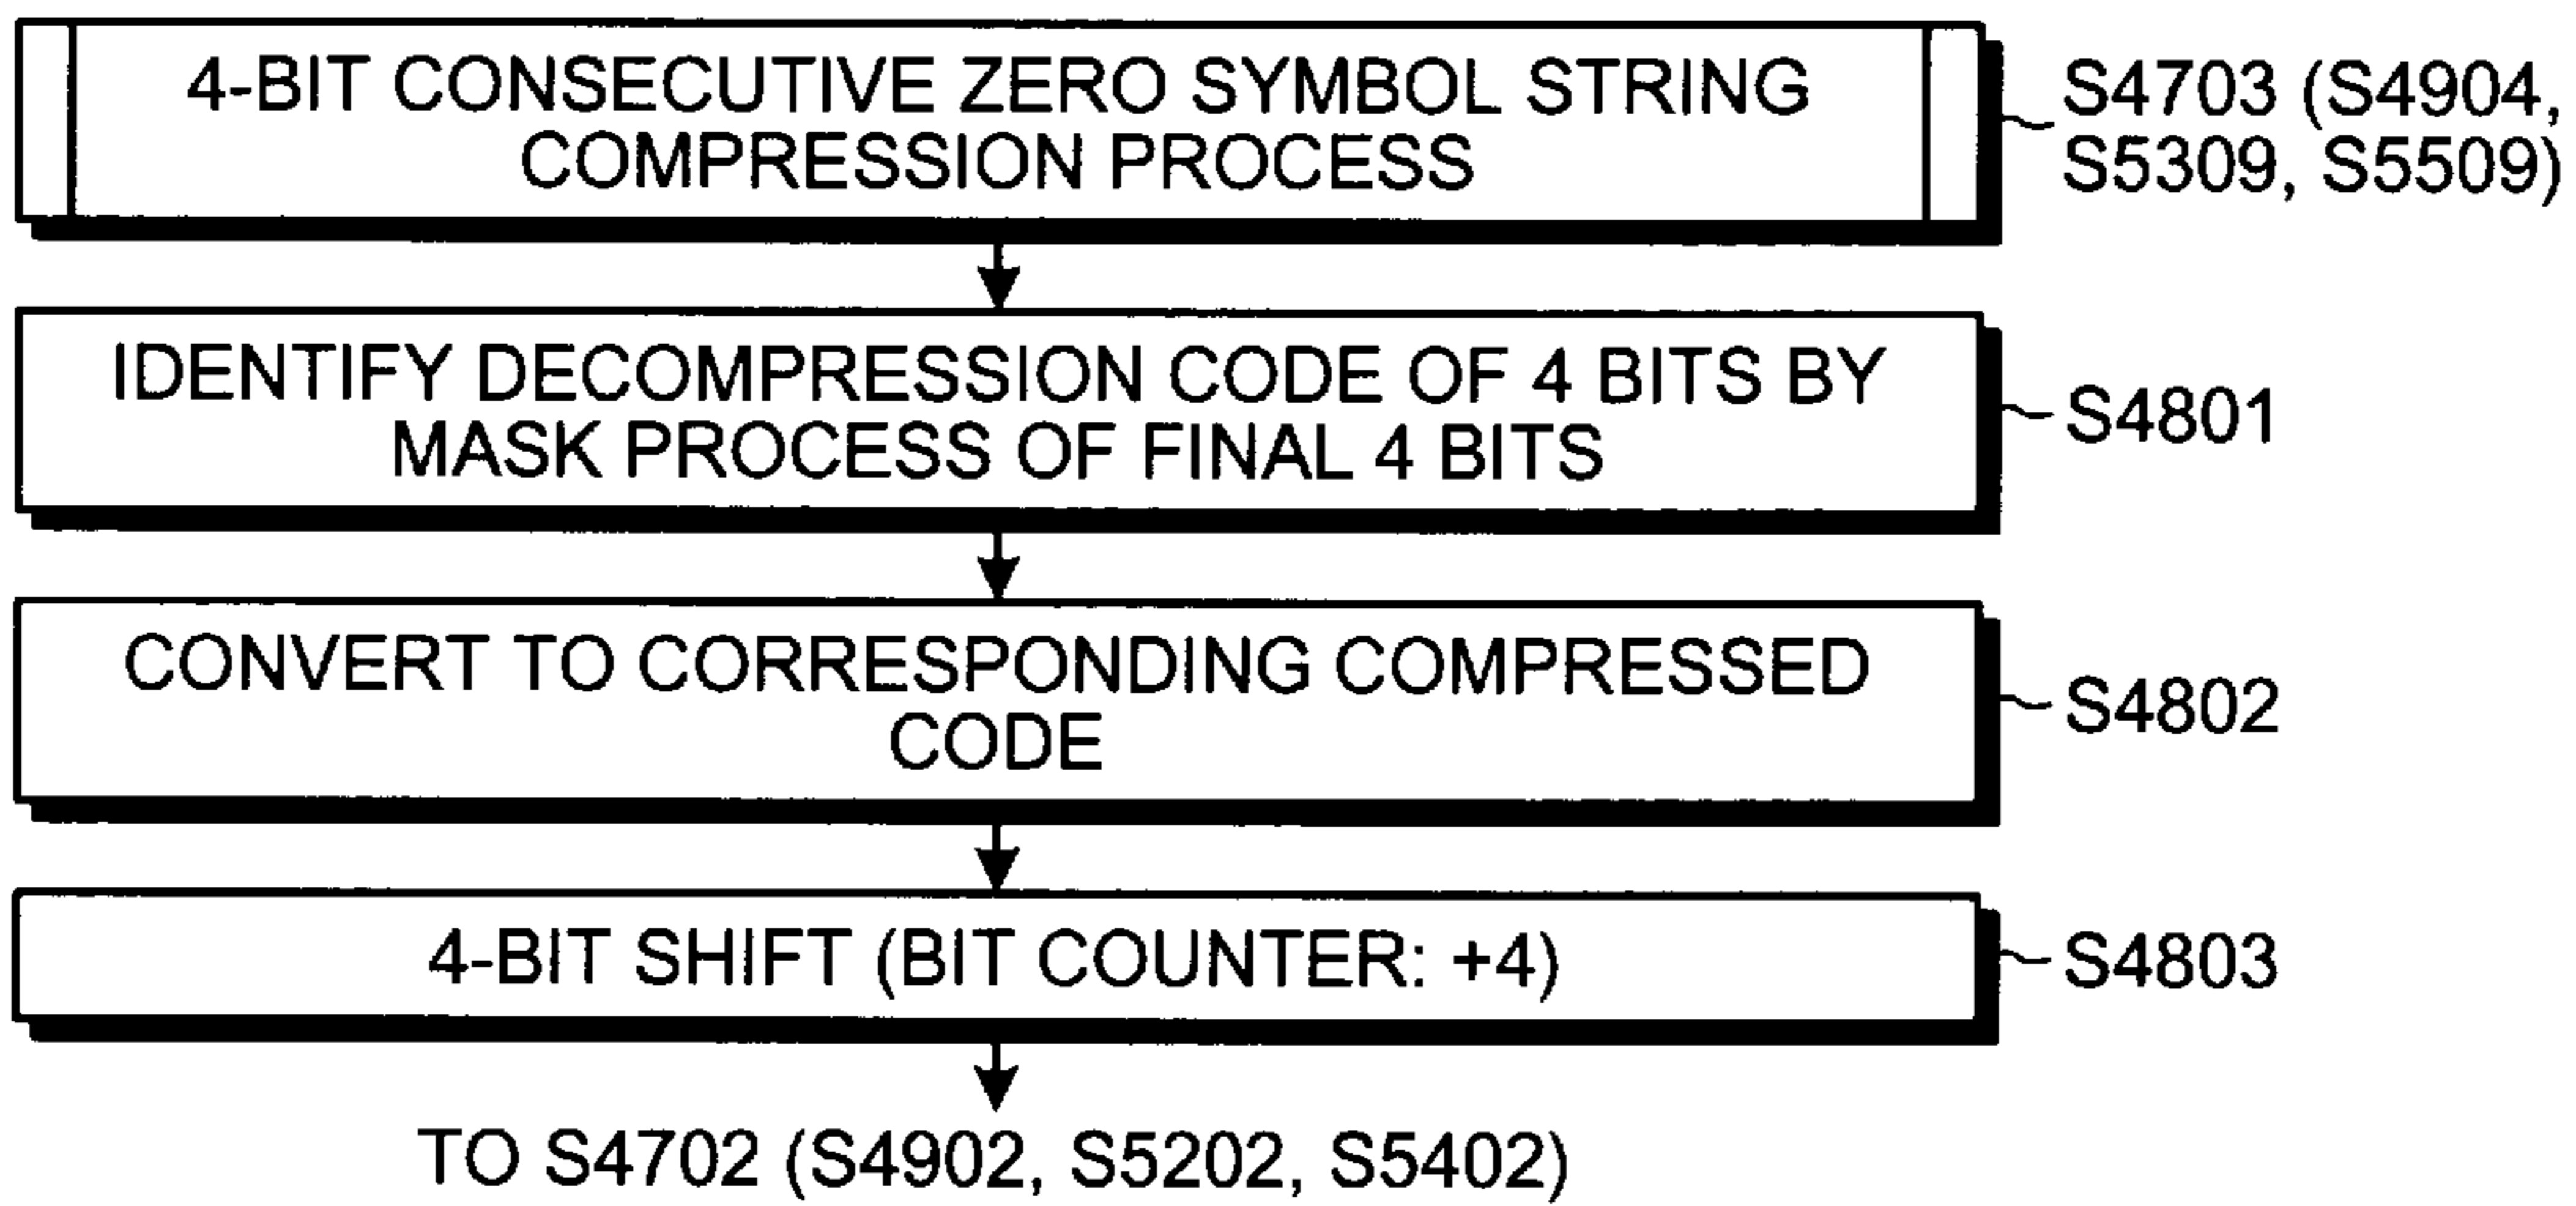 4-BIT CONSECUTIVE ZERO SYMBOL STRING
COMPRESSION PROCESS
S4703 (S4904,
S5309, S5509)
IDENTIFY DECOMPRESSION CODE OF 4 BITS BY
MASK PROCESS OF FINAL 4 BITS
S4801
CONVERT TO CORRESPONDING COMPRESSED
CODE
S4802
4-BIT SHIFT (BIT COUNTER: +4)
S4803
TO S4702 (S4902, S5202, S5402)